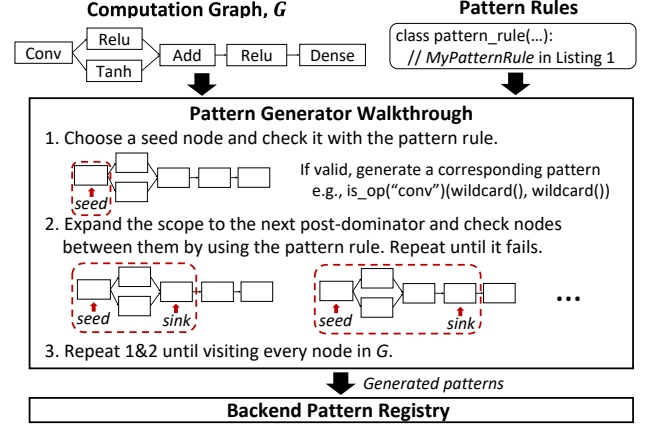 Computation Graph, G
Pattern Rules
Conv
Relu
Tanh
Add
Relu
Dense
class pattern_rule(…):
// MyPatternRule in Listing 1
Pattern Generator Walkthrough
1. Choose a seed node and check it with the pattern rule.
seed
If valid, generate a corresponding pattern
e.g., is_op(“conv”)(wildcard(), wildcard())
2. Expand the scope to the next post-dominator and check nodes
between them by using the pattern rule. Repeat until it fails.
seed
sink
seed
sink
...
3. Repeat 1&2 until visiting every node in G.
Generated patterns
Backend Pattern Registry